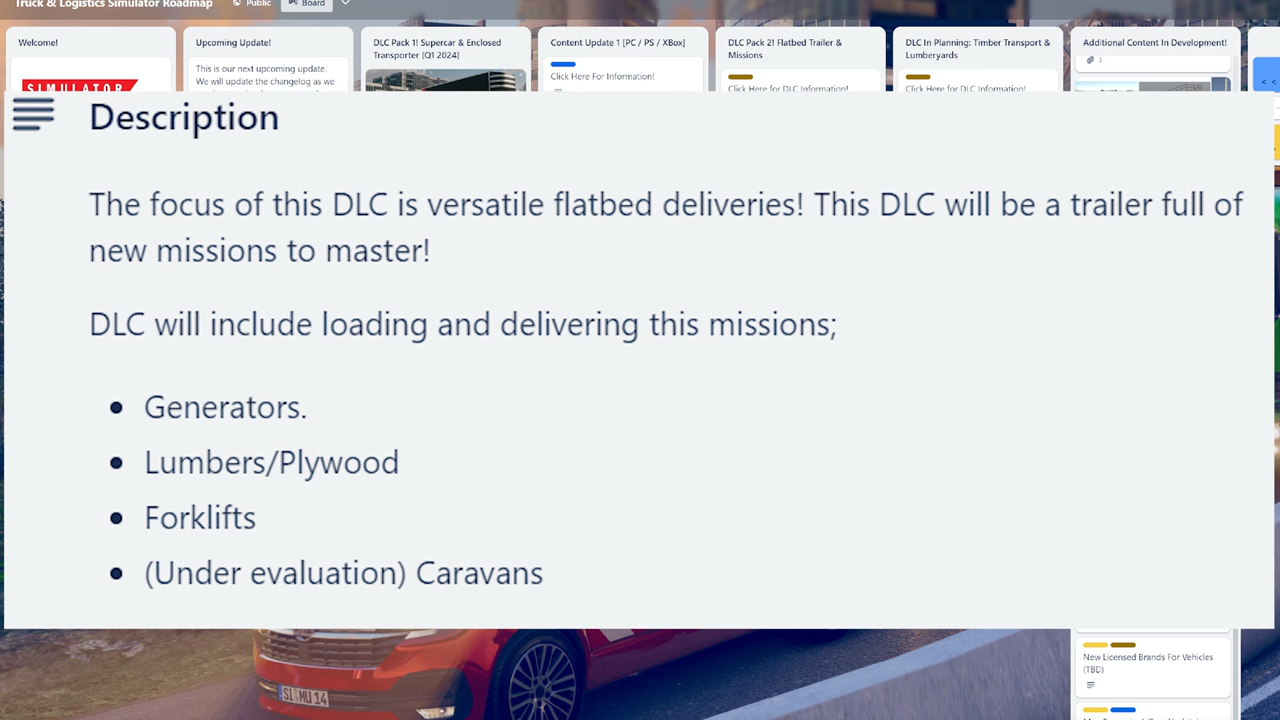 Truck & Logistics Simulator Roadmap
Public
Board
Welcome!
SIMULATOR
Upcoming Update!
This is our next upcoming update.
We will update the changelog as we
DLC Pack 1! Supercar & Enclosed
Transporter [Q1 2024]
Content Update 1 [PC / PS / XBox]
Click Here For Information!
DLC Pack 2! Flatbed Trailer &
Missions
Click Here for DLC Information!
DLC In Planning: Timber Transport &
Lumberyards
Click Here for DLC Information!
Additional Content In Development!
3
< <
Description
The focus of this DLC is versatile flatbed deliveries! This DLC will be a trailer full of
new missions to master!
DLC will include loading and delivering this missions;
Generators.
Lumbers/Plywood
Forklifts
(Under evaluation) Caravans
SI MU 14
New Licensed Brands For Vehicles
(TBD)